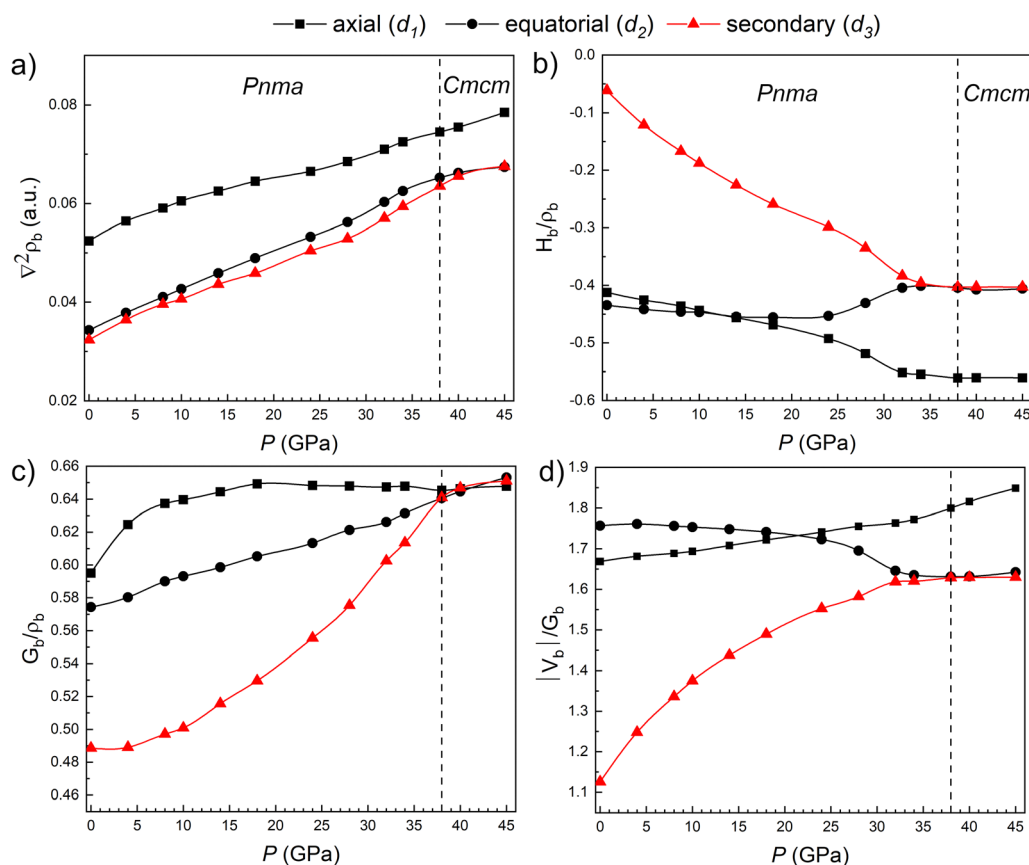 axial (d₁) equatorial (d₂) secondary (d₃)
a)
Pnma Cmcm
0.08
0.06
0.04
0.02
∇²ρb (a.u.)
0 5 10 15 20 25 30 35 40 45
P (GPa)
b)
Pnma Cmcm
0.0
-0.1
-0.2
-0.3
-0.4
-0.5
-0.6
Hb/ρb
0 5 10 15 20 25 30 35 40 45
P (GPa)
c)
0.66
0.64
0.62
0.60
0.58
0.56
0.54
0.52
0.50
0.48
0.46
Gb/ρb
0 5 10 15 20 25 30 35 40 45
P (GPa)
d)
1.9
1.8
1.7
1.6
1.5
1.4
1.3
1.2
1.1
|Vb|/Gb
0 5 10 15 20 25 30 35 40 45
P (GPa)